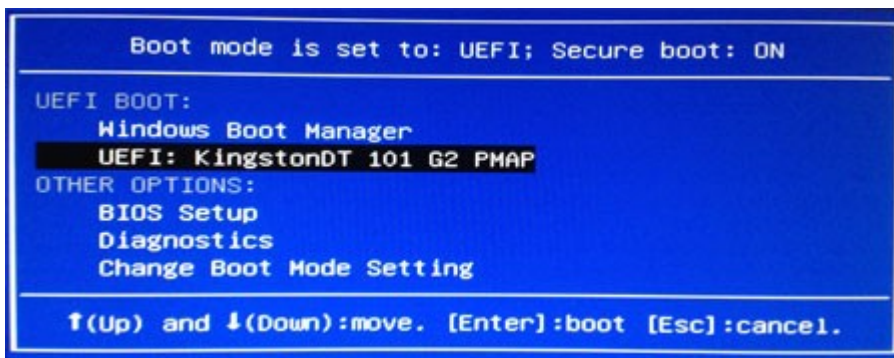 Boot mode is set to: UEFI; Secure boot: ON
UEFI BOOT:
Windows Boot Manager
UEFI: KingstonDT 101 G2 PMAP
OTHER OPTIONS:
BIOS Setup
Diagnostics
Change Boot Mode Setting
↑(Up) and ↓(Down):move. [Enter]:boot [Esc]:cancel.